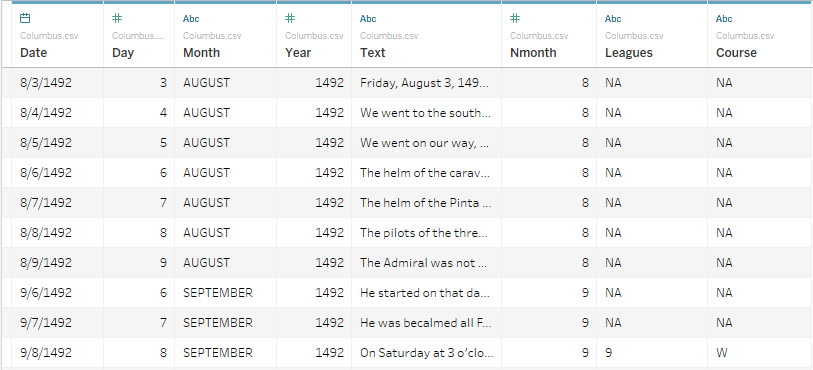 Abc Abc Abc Abc
# # #
Columbus.csv Columbus.... Columbus.csv Columbus.csv Columbus.csv Columbus.csv Columbus.csv Columbus.csv
Date Day Month Year Text Nmonth Leagues Course
8/3/1492 3 AUGUST 1492 Friday, August 3, 149... 8 NA NA
8/4/1492 4 AUGUST 1492 We went to the south... 8 NA NA
8/5/1492 5 AUGUST 1492 We went on our way, ... 8 NA NA
8/6/1492 6 AUGUST 1492 The helm of the carav... 8 NA NA
8/7/1492 7 AUGUST 1492 The helm of the Pinta ... 8 NA NA
8/8/1492 8 AUGUST 1492 The pilots of the thre... 8 NA NA
8/9/1492 9 AUGUST 1492 The Admiral was not ... 8 NA NA
9/6/1492 6 SEPTEMBER 1492 He started on that da... 9 NA NA
9/7/1492 7 SEPTEMBER 1492 He was becalmed all F... 9 NA NA
9/8/1492 8 SEPTEMBER 1492 On Saturday at 3 o’clo... 9 9 W